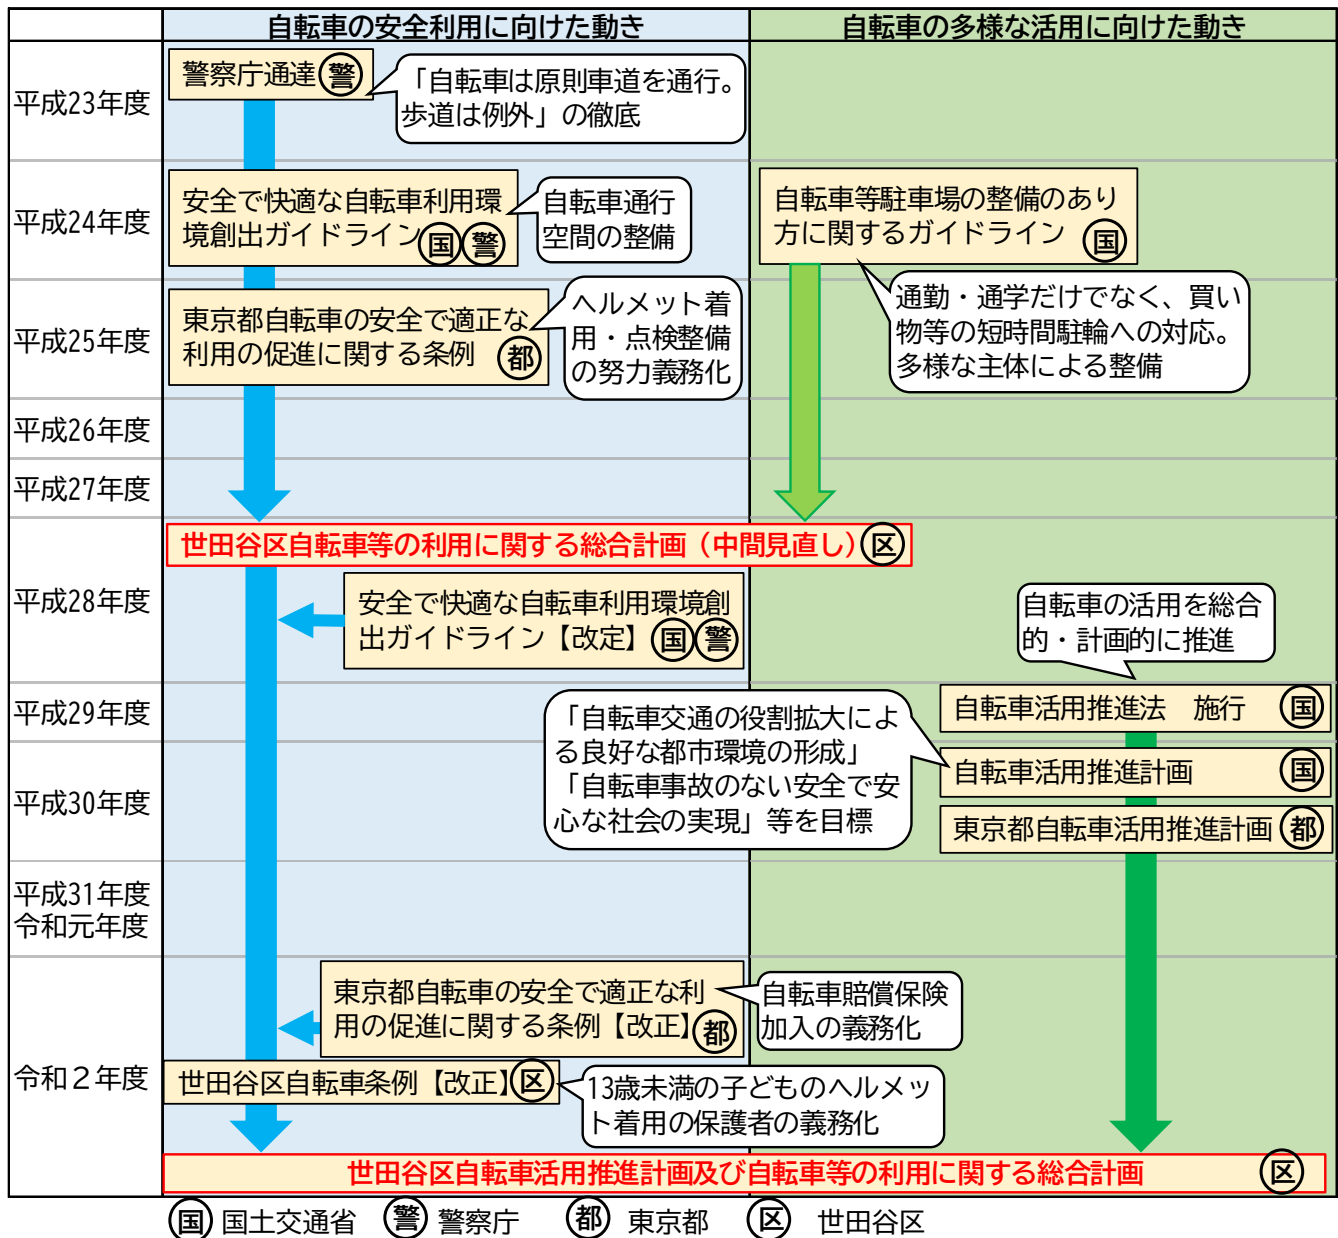 自転車の安全利用に向けた動き
自転車の多様な活用に向けた動き
平成23年度
警察庁通達 警
「自転車は原則車道を通行。
歩道は例外」の徹底
平成24年度
安全で快適な自転車利用環
境創出ガイドライン 国 警
自転車通行
空間の整備
自転車等駐車場の整備のあり
方に関するガイドライン 国
通勤・通学だけでなく、買い
物等の短時間駐輪への対応。
多様な主体による整備
平成25年度
東京都自転車の安全で適正な
利用の促進に関する条例 都
ヘルメット着
用・点検整備
の努力義務化
平成26年度
平成27年度
世田谷区自転車等の利用に関する総合計画（中間見直し） 区
平成28年度
安全で快適な自転車利用環境創
出ガイドライン【改定】 国 警
自転車の活用を総合
的・計画的に推進
平成29年度
自転車活用推進法　施行 国
「自転車交通の役割拡大によ
る良好な都市環境の形成」
「自転車事故のない安全で安
心な社会の実現」等を目標
平成30年度
自転車活用推進計画 国
東京都自転車活用推進計画 都
平成31年度
令和元年度
令和２年度
東京都自転車の安全で適正な利
用の促進に関する条例【改正】 都
自転車賠償保険
加入の義務化
世田谷区自転車条例【改正】 区
13歳未満の子どものヘルメッ
ト着用の保護者の義務化
世田谷区自転車活用推進計画及び自転車等の利用に関する総合計画 区
国 国土交通省 警 警察庁 都 東京都 区 世田谷区